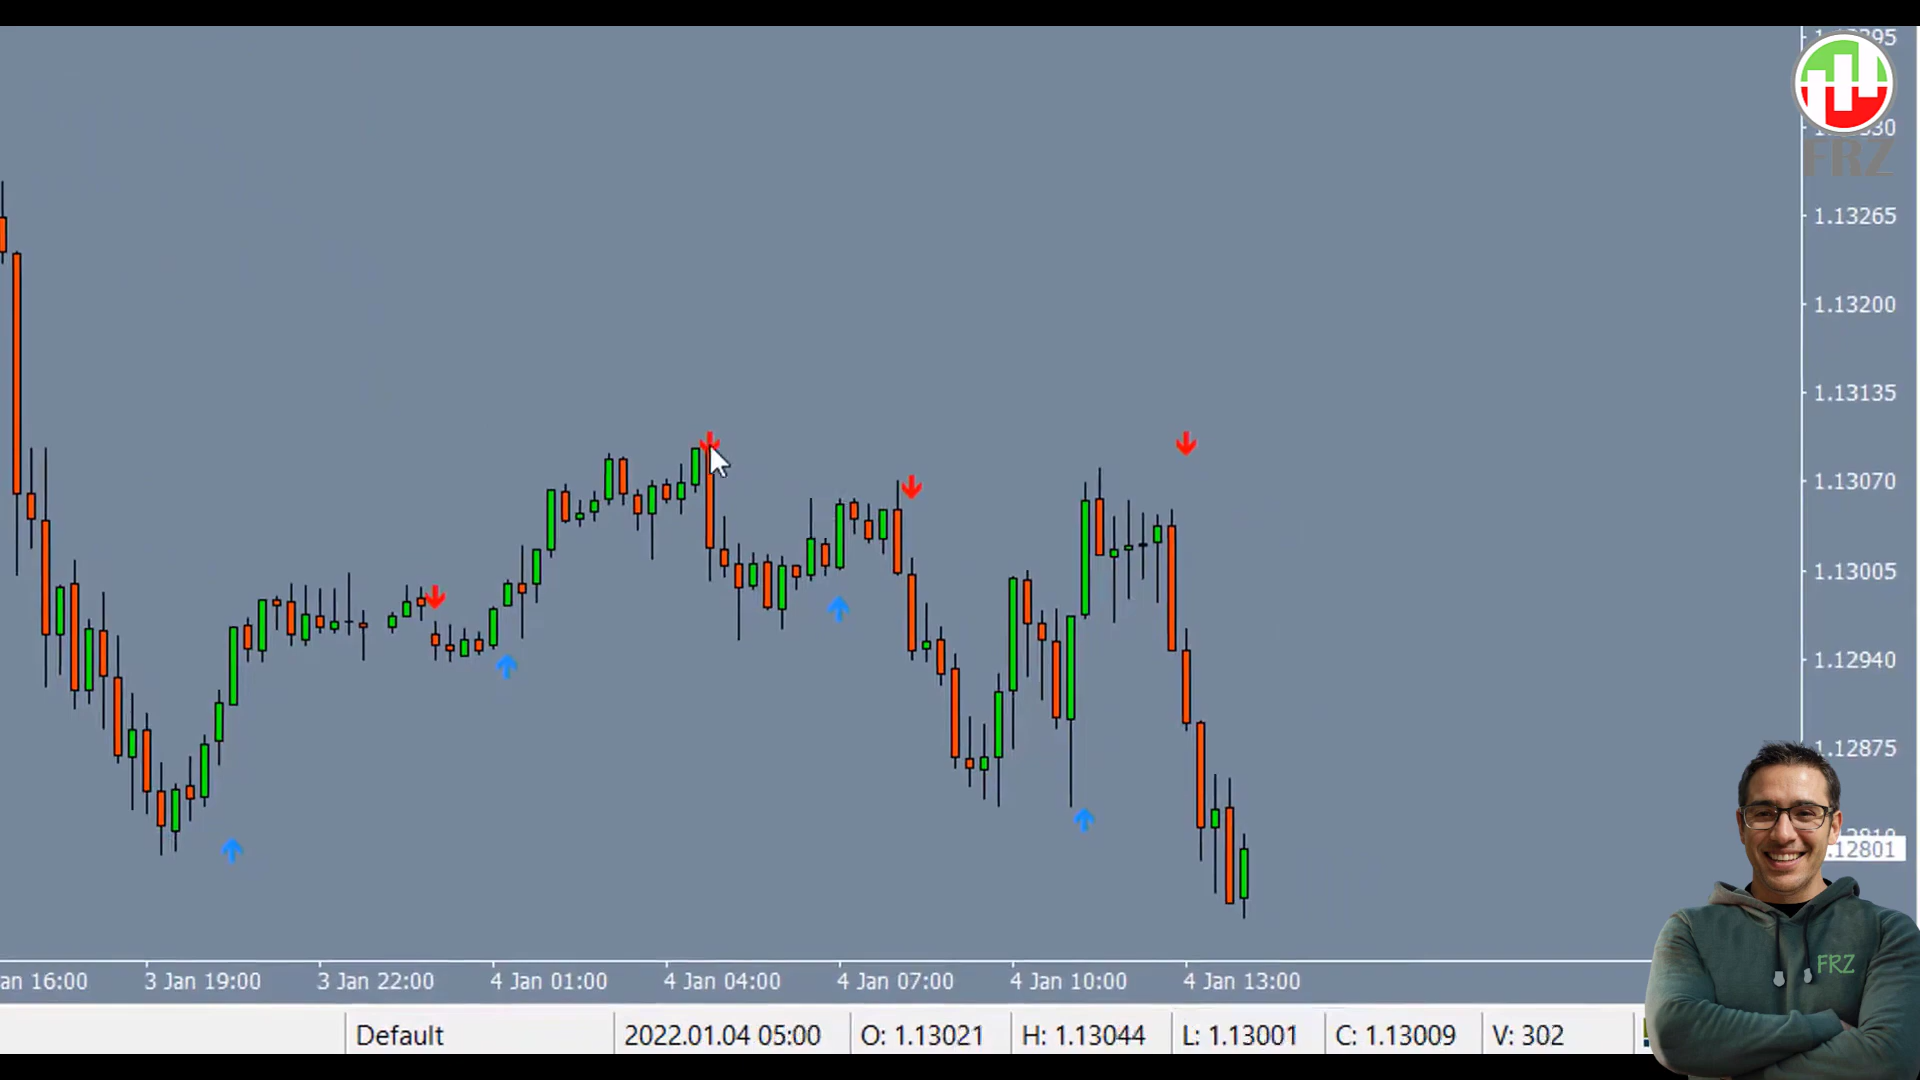 FRZ
1.13265
1.13200
1.13135
1.13070
1.13005
1.12940
1.12875
12801
FRZ
an 16:00 3 Jan 19:00 3 Jan 22:00 4 Jan 01:00 4 Jan 04:00 4 Jan 07:00 4 Jan 10:00 4 Jan 13:00
Default 2022.01.04 05:00 O: 1.13021 H: 1.13044 L: 1.13001 C: 1.13009 V: 302